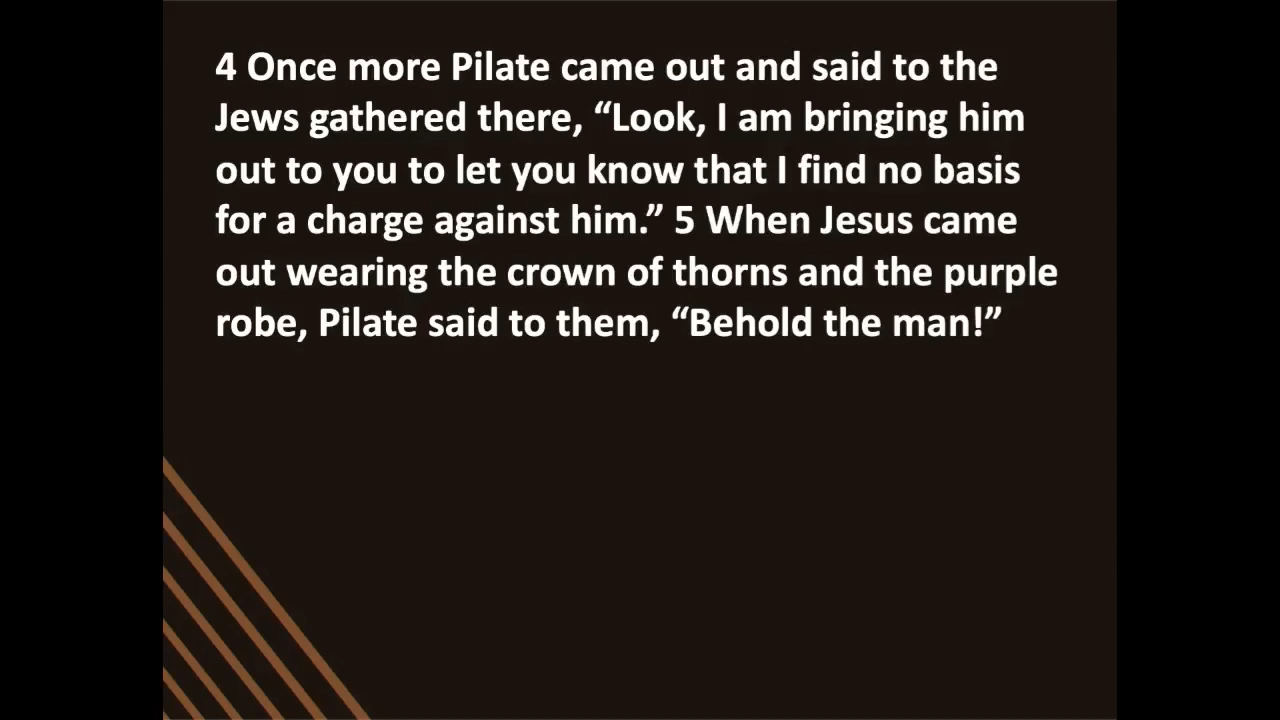 4 Once more Pilate came out and said to the
Jews gathered there, “Look, I am bringing him
out to you to let you know that I find no basis
for a charge against him.” 5 When Jesus came
out wearing the crown of thorns and the purple
robe, Pilate said to them, “Behold the man!”